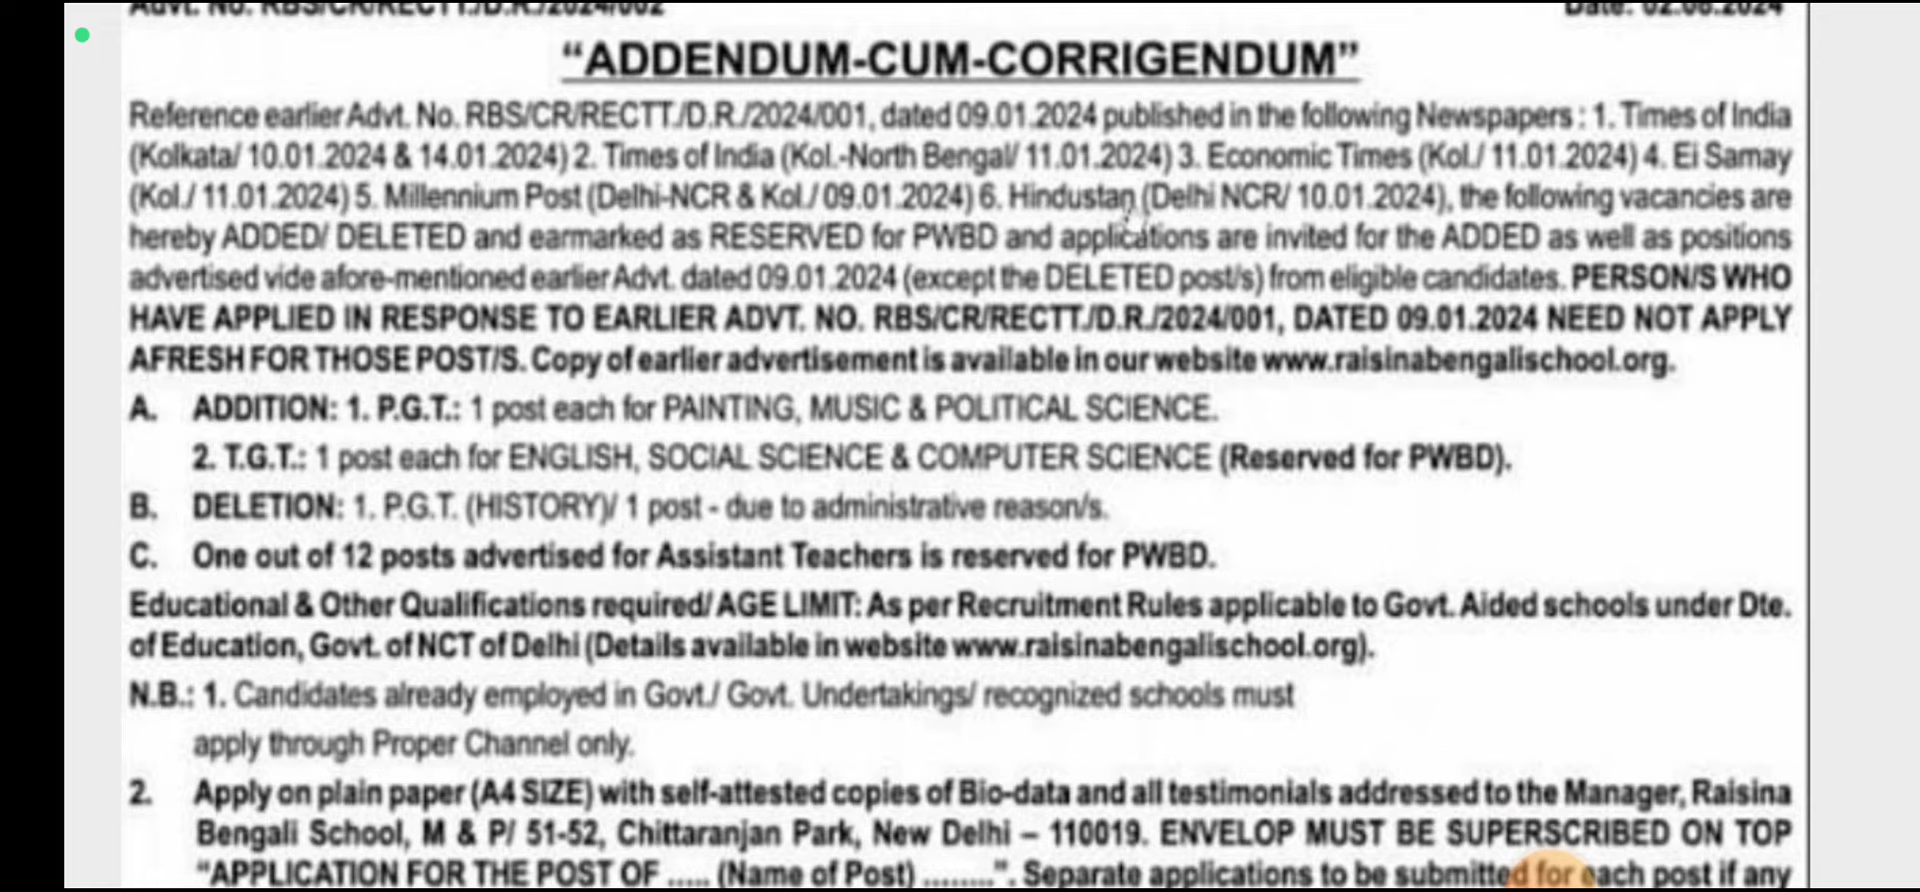 Advt. No. RBS/CR/RECTT./D.R./2024/002 Date: 02.08.2024
“ADDENDUM-CUM-CORRIGENDUM”
Reference earlier Advt. No. RBS/CR/RECTT./D.R./2024/001, dated 09.01.2024 published in the following Newspapers : 1. Times of India
(Kolkata/ 10.01.2024 & 14.01.2024) 2. Times of India (Kol.-North Bengal/ 11.01.2024) 3. Economic Times (Kol./ 11.01.2024) 4. Ei Samay
(Kol./ 11.01.2024) 5. Millennium Post (Delhi-NCR & Kol./ 09.01.2024) 6. Hindustan (Delhi NCR/ 10.01.2024), the following vacancies are
hereby ADDED/ DELETED and earmarked as RESERVED for PWBD and applications are invited for the ADDED as well as positions
advertised vide afore-mentioned earlier Advt. dated 09.01.2024 (except the DELETED post/s) from eligible candidates. PERSON/S WHO
HAVE APPLIED IN RESPONSE TO EARLIER ADVT. NO. RBS/CR/RECTT./D.R./2024/001, DATED 09.01.2024 NEED NOT APPLY
AFRESH FOR THOSE POST/S. Copy of earlier advertisement is available in our website www.raisinabengalischool.org.
A. ADDITION: 1. P.G.T.: 1 post each for PAINTING, MUSIC & POLITICAL SCIENCE.
2. T.G.T.: 1 post each for ENGLISH, SOCIAL SCIENCE & COMPUTER SCIENCE (Reserved for PWBD).
B. DELETION: 1. P.G.T. (HISTORY)/ 1 post - due to administrative reason/s.
C. One out of 12 posts advertised for Assistant Teachers is reserved for PWBD.
Educational & Other Qualifications required/ AGE LIMIT: As per Recruitment Rules applicable to Govt. Aided schools under Dte.
of Education, Govt. of NCT of Delhi (Details available in website www.raisinabengalischool.org).
N.B.: 1. Candidates already employed in Govt./ Govt. Undertakings/ recognized schools must
apply through Proper Channel only.
2. Apply on plain paper (A4 SIZE) with self-attested copies of Bio-data and all testimonials addressed to the Manager, Raisina
Bengali School, M & P/ 51-52, Chittaranjan Park, New Delhi – 110019. ENVELOP MUST BE SUPERSCRIBED ON TOP
“APPLICATION FOR THE POST OF ..... (Name of Post) ........”. Separate applications to be submitted for each post if any